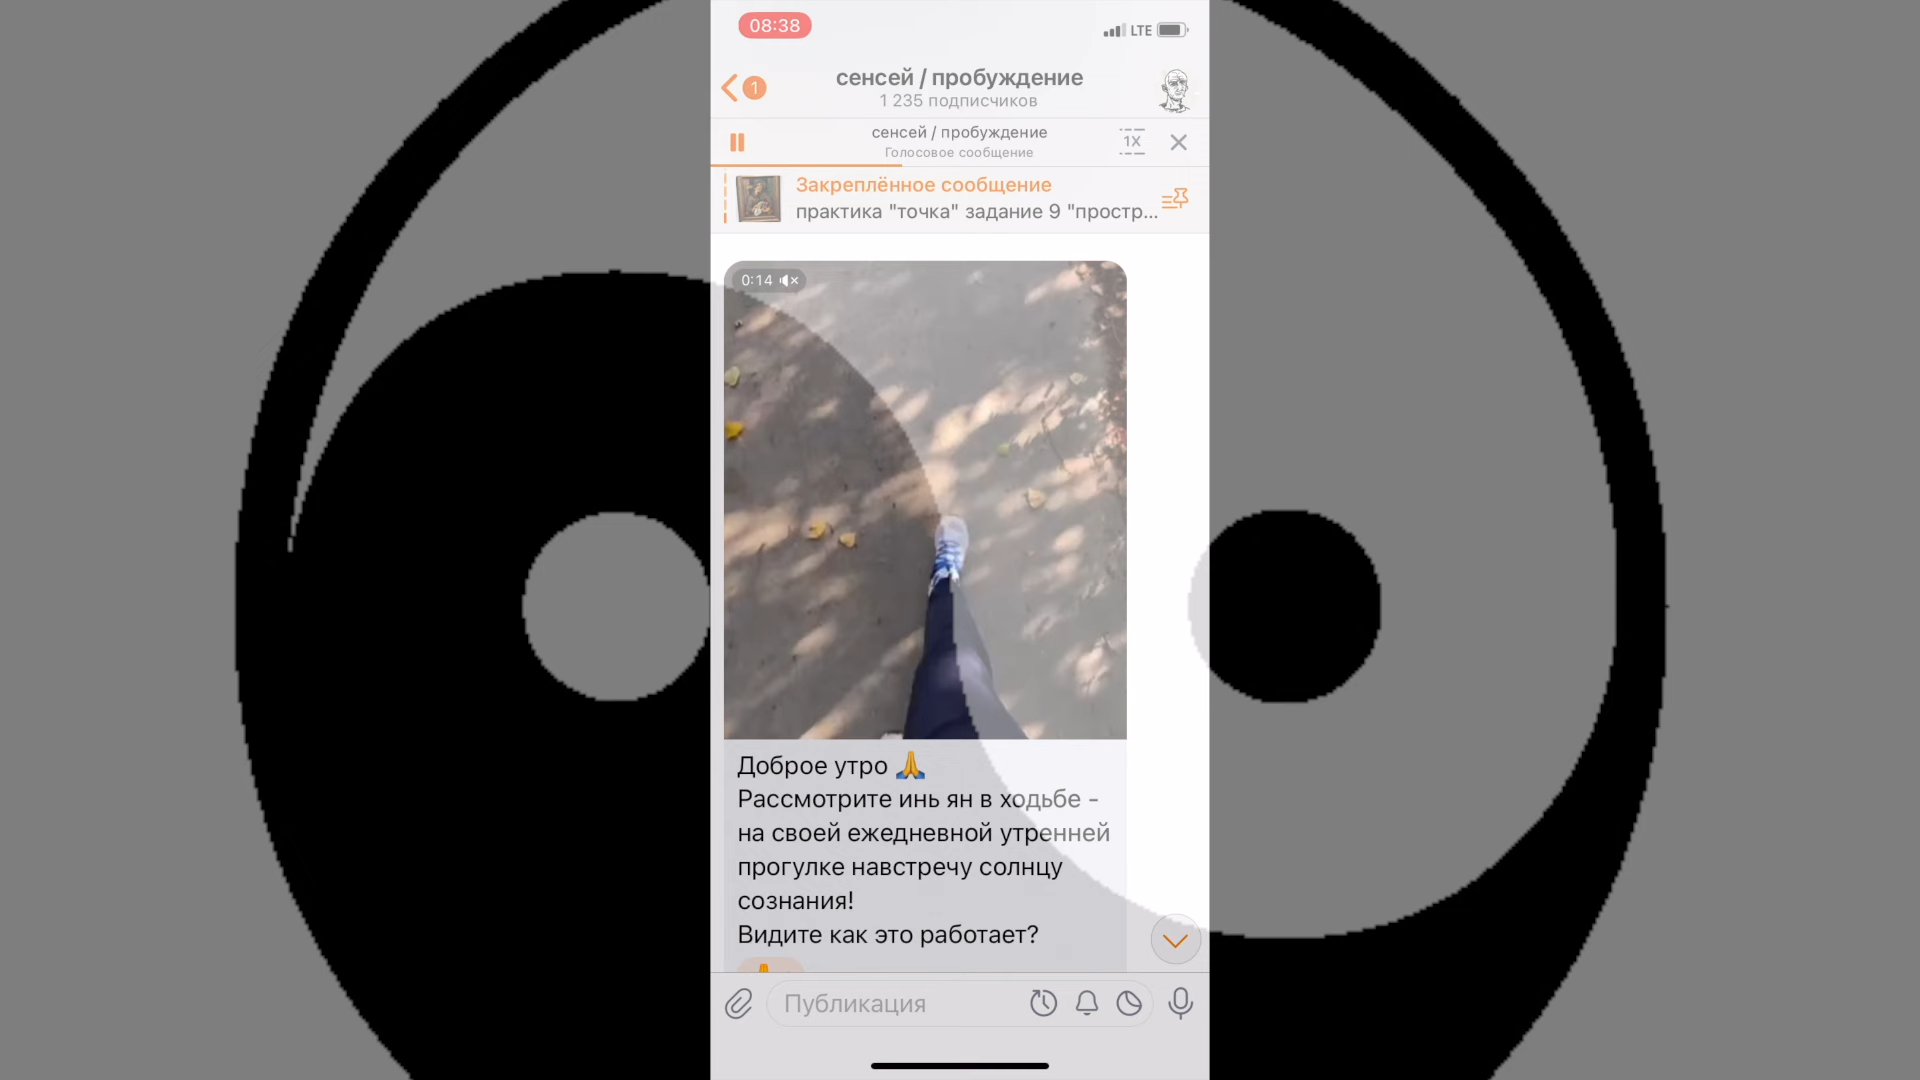 08:38
LTE
1
сенсей / пробуждение
1 235 подписчиков
сенсей / пробуждение
Голосовое сообщение
1X
Закреплённое сообщение
практика "точка" задание 9 "простр...
0:14
Доброе утро 🙏
Рассмотрите инь ян в ходьбе -
на своей ежедневной утренней
прогулке навстречу солнцу
сознания!
Видите как это работает?
Публикация